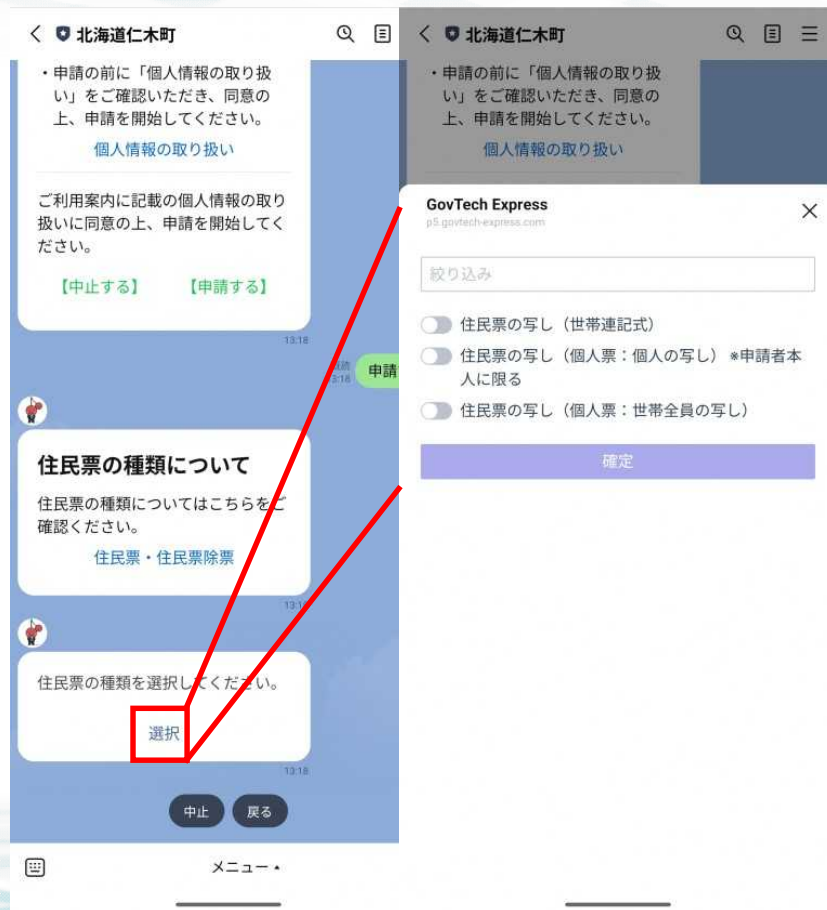 北海道仁木町
・申請の前に「個人情報の取り扱
い」をご確認いただき、同意の
上、申請を開始してください。
個人情報の取り扱い
ご利用案内に記載の個人情報の取り
扱いに同意の上、申請を開始してく
ださい。
【中止する】 【申請する】
13:18
13:18
申請
住民票の種類について
住民票の種類についてはこちらをご
確認ください。
住民票・住民票除票
住民票の種類を選択してください。
選択
13:18
中止 戻る
メニュー
北海道仁木町
・申請の前に「個人情報の取り扱
い」をご確認いただき、同意の
上、申請を開始してください。
個人情報の取り扱い
GovTech Express
p5.govtech-express.com
絞り込み
住民票の写し（世帯連記式）
住民票の写し（個人票：個人の写し） ※申請者本
人に限る
住民票の写し（個人票：世帯全員の写し）
確定